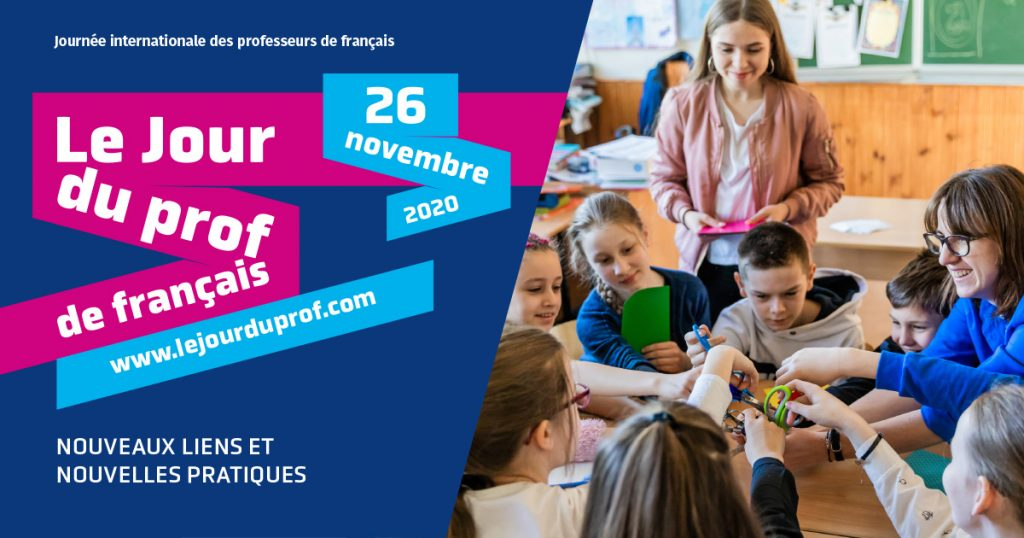 Journée internationale des professeurs de français
Le Jour
du prof
de français
26
novembre
2020
www.lejourduprof.com
NOUVEAUX LIENS ET
NOUVELLES PRATIQUES